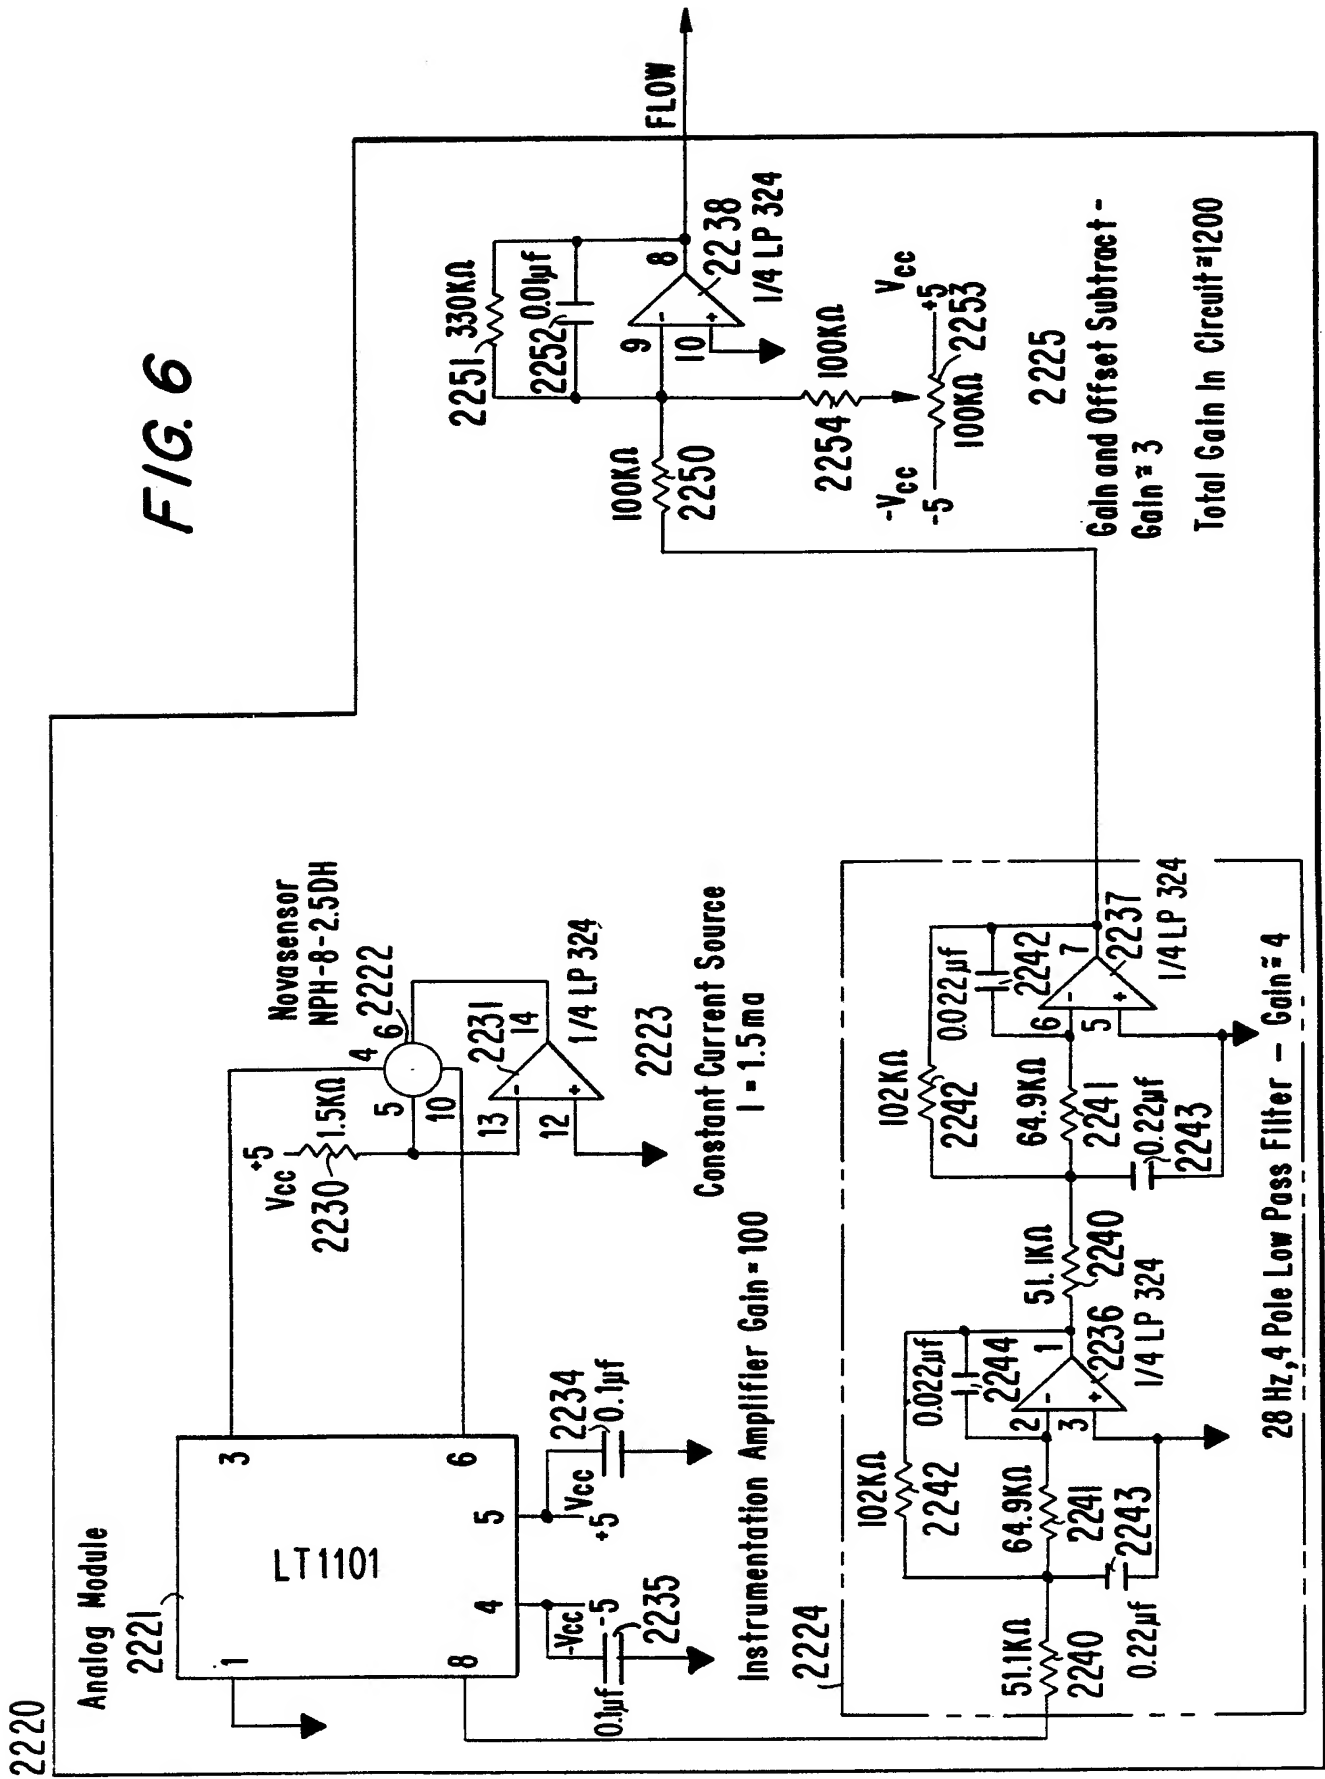 FIG. 6
2220
Analog Module
2221
LT1101
1
3
8
6
4
5
-Vcc
-5
0.1µf
2235
Vcc
+5
2234
0.1µf
Instrumentation Amplifier Gain=100
Novasensor
NPH-8-2.5DH
2222
+5
Vcc
1.5KΩ
2230
4
6
5
10
13
12
14
2231
1/4 LP 324
2223
Constant Current Source
I = 1.5ma
2224
51.1KΩ
2240
102KΩ
2242
64.9KΩ
2241
0.22µf
2243
0.022µf
2244
2
3
1
2236
1/4 LP 324
51.1KΩ
2240
102KΩ
2242
64.9KΩ
2241
0.22µf
2243
0.022µf
2242
6
5
7
2237
1/4 LP 324
28 Hz, 4 Pole Low Pass Filter - Gain≈4
100KΩ
2250
2251
330KΩ
2252
0.01µf
9
10
8
2238
1/4 LP 324
FLOW
100KΩ
2254
-Vcc
-5
Vcc
+5
100KΩ
2253
2225
Gain and Offset Subtract-
Gain≈3
Total Gain In Circuit≈1200